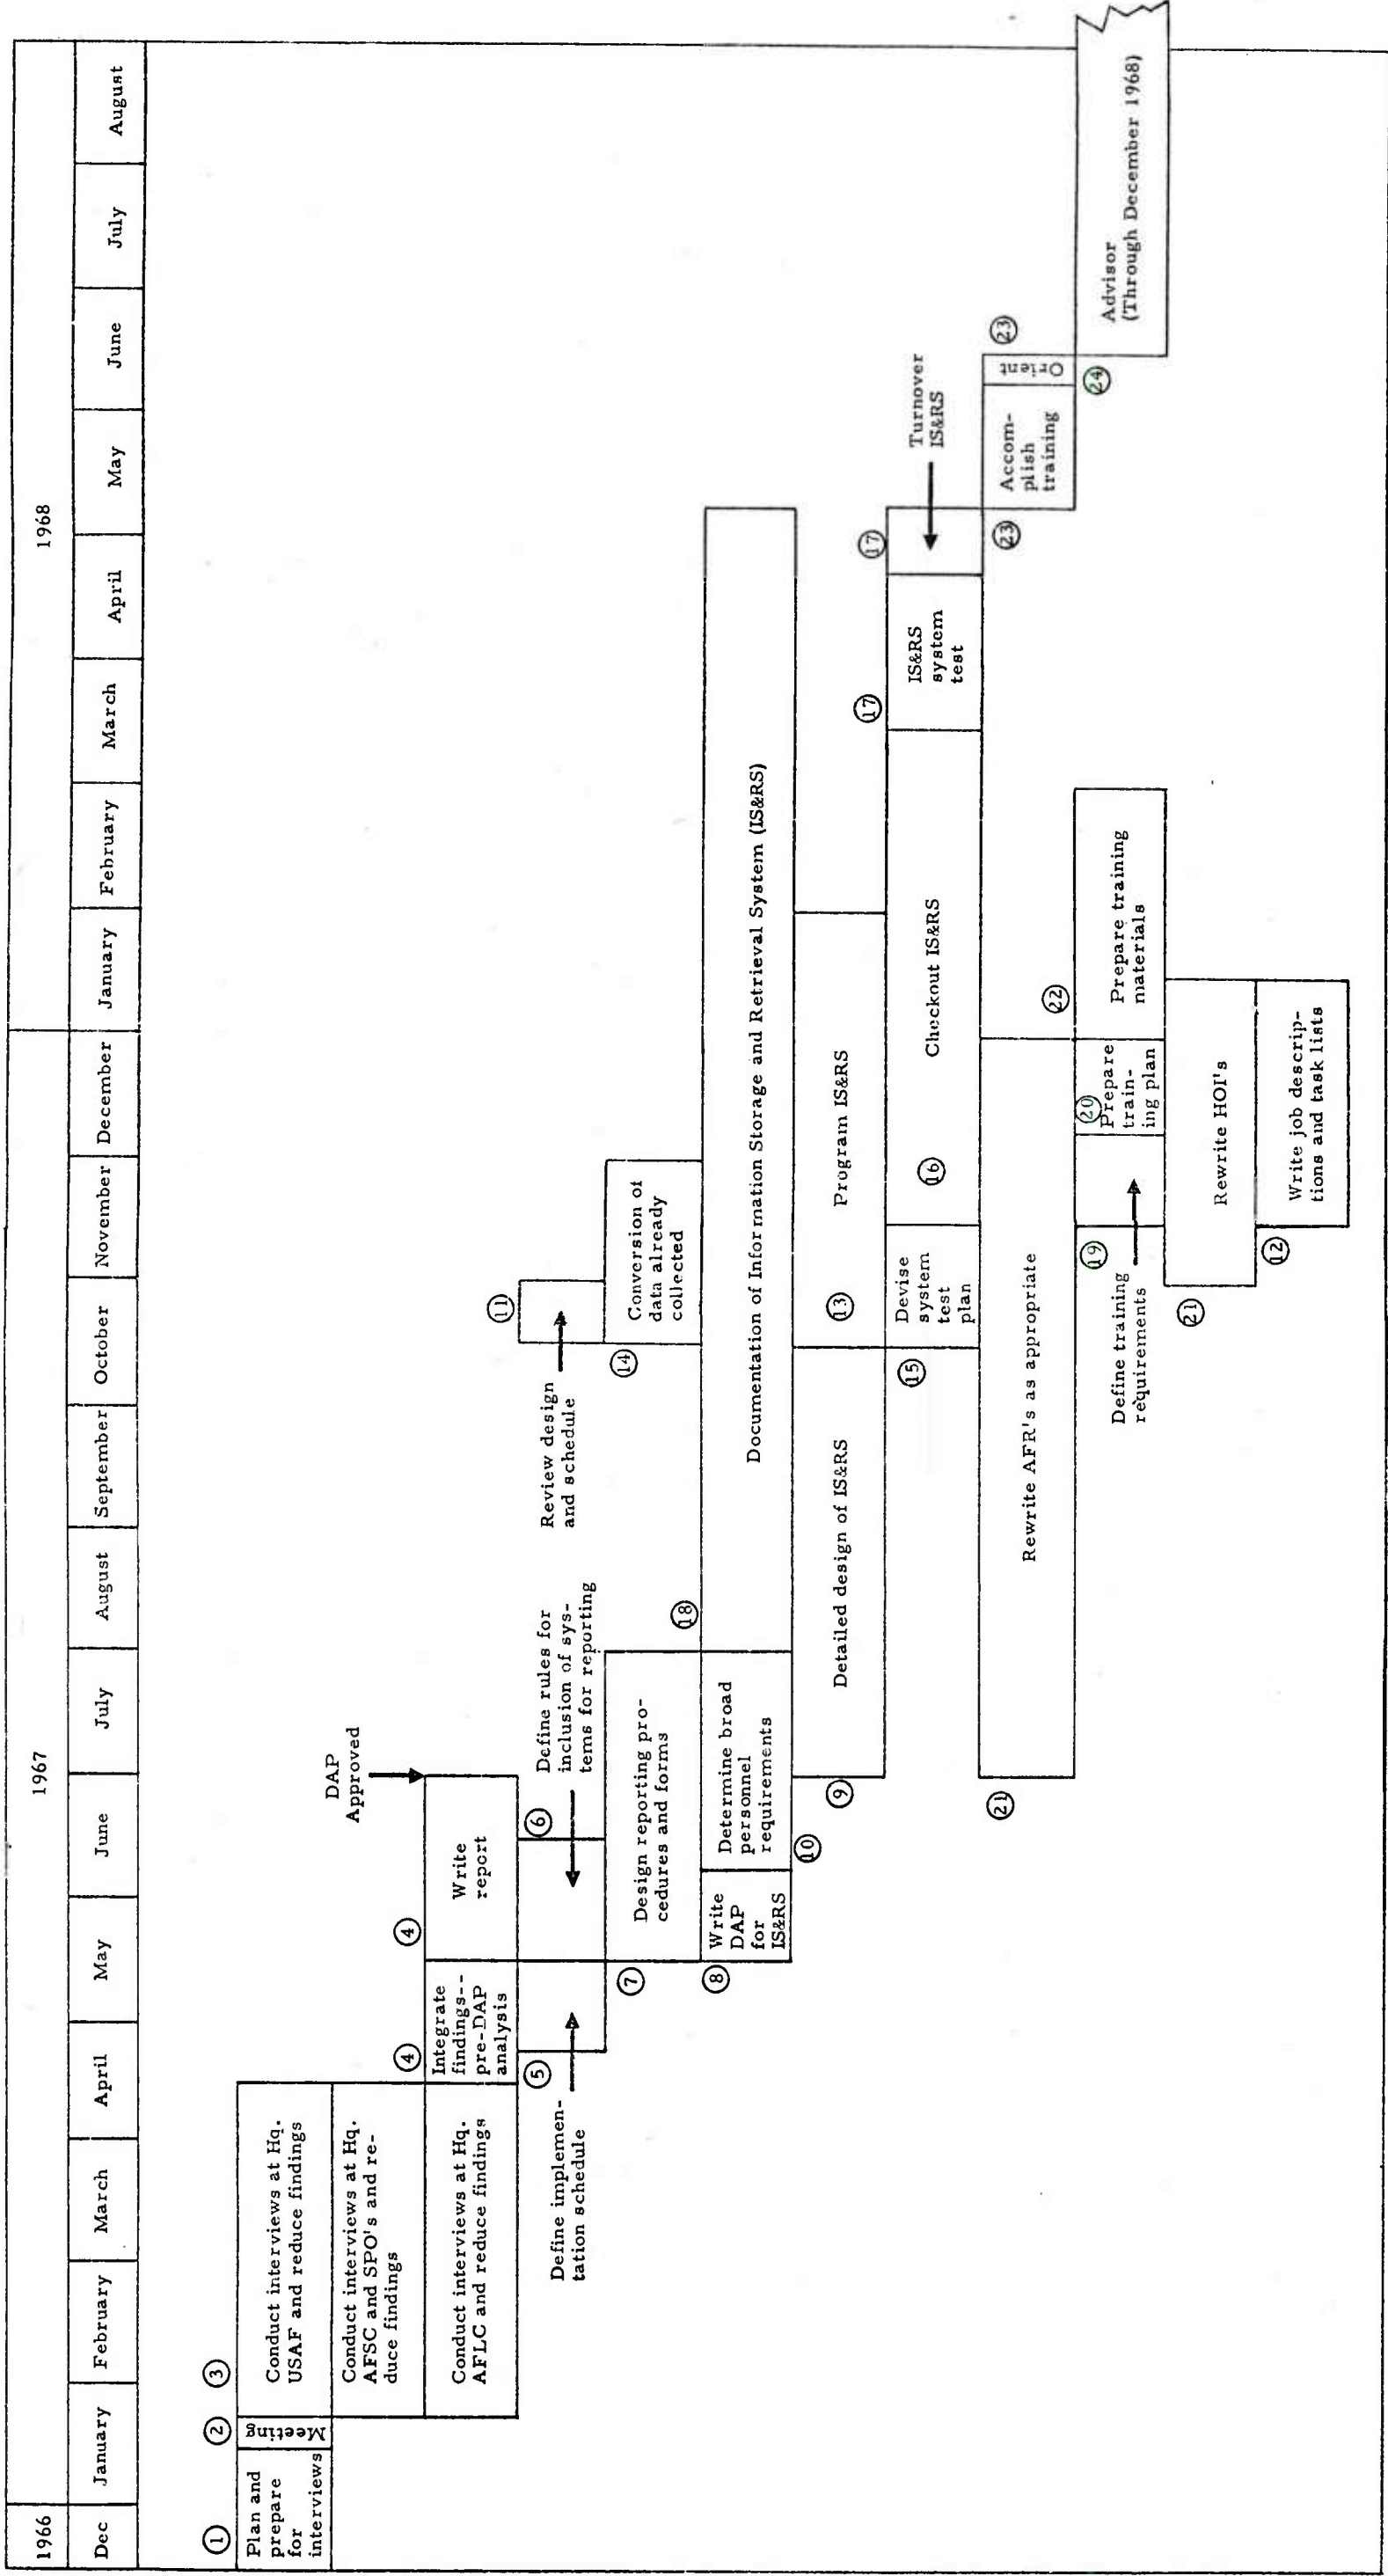 1966
1967
1968
Dec
January
February
March
April
May
June
July
August
September
October
November
December
January
February
March
April
May
June
July
August
①
②
③
Plan and
prepare
for
interviews
Meeting
Conduct interviews at Hq.
USAF and reduce findings
Conduct interviews at Hq.
AFSC and SPO's and re-
duce findings
Conduct interviews at Hq.
AFLC and reduce findings
④
Integrate
findings--
pre-DAP
analysis
④
Write
report
DAP
Approved
⑤
Define implemen-
tation schedule
⑥
Define rules for
inclusion of sys-
tems for reporting
⑦
Design reporting pro-
cedures and forms
⑧
Write
DAP
for
IS&RS
⑩
Determine broad
personnel
requirements
⑪
Review design
and schedule
⑭
Conversion of
data already
collected
⑱
Documentation of Information Storage and Retrieval System (IS&RS)
⑨
Detailed design of IS&RS
⑬
Program IS&RS
⑮
Devise
system
test
plan
⑯
Checkout IS&RS
⑰
IS&RS
system
test
⑰
Turnover
IS&RS
㉑
Rewrite AFR's as appropriate
㉓
Accom-
plish
training
Orient
㉓
⑲
Define training
requirements
⑳
Prepare
train-
ing plan
㉒
Prepare training
materials
㉔
Advisor
(Through December 1968)
㉑
Rewrite HOI's
⑫
Write job descrip-
tions and task lists